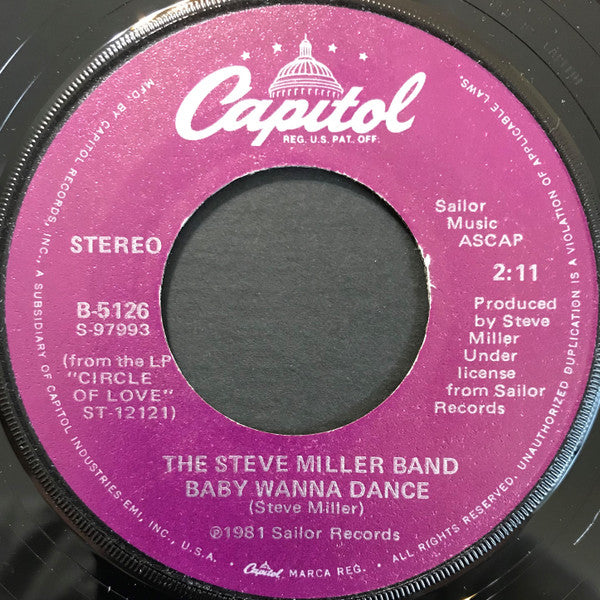 Capitol
REG. U.S. PAT. OFF.
STEREO
B-5126
S-97993
(from the LP
"CIRCLE
OF LOVE"
ST-12121)
Sailor
Music
ASCAP
2:11
Produced
by Steve
Miller
Under
license
from Sailor
Records
THE STEVE MILLER BAND
BABY WANNA DANCE
(Steve Miller)
℗1981 Sailor Records
MFG. BY CAPITOL RECORDS, INC., A SUBSIDIARY OF CAPITOL INDUSTRIES-EMI, INC., U.S.A. • Capitol MARCA REG. • ALL RIGHTS RESERVED. UNAUTHORIZED DUPLICATION IS A VIOLATION OF APPLICABLE LAWS.